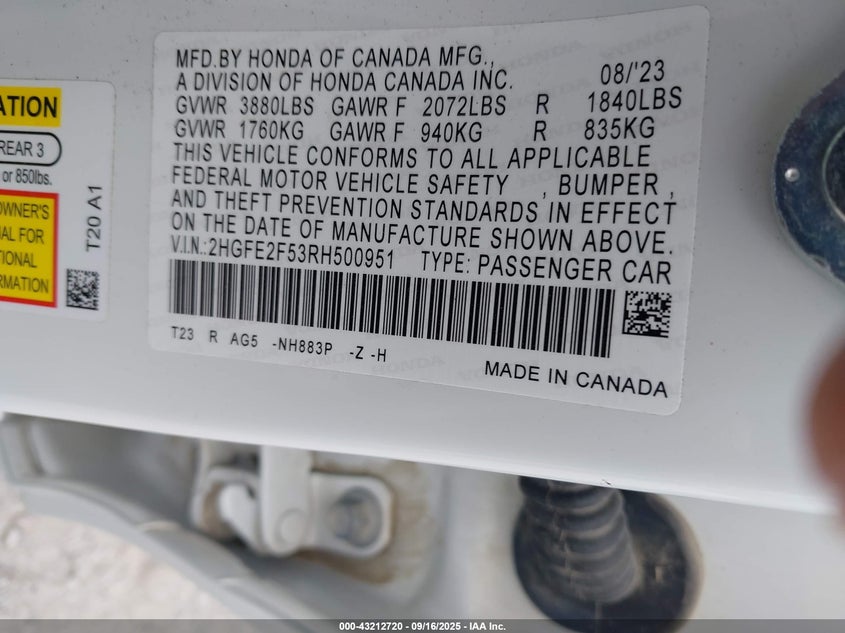 MFD.BY HONDA OF CANADA MFG.,
A DIVISION OF HONDA CANADA INC. 08/'23
GVWR 3880LBS GAWR F 2072LBS R 1840LBS
GVWR 1760KG GAWR F 940KG R 835KG
THIS VEHICLE CONFORMS TO ALL APPLICABLE
FEDERAL MOTOR VEHICLE SAFETY , BUMPER ,
AND THEFT PREVENTION STANDARDS IN EFFECT
ON THE DATE OF MANUFACTURE SHOWN ABOVE.
V.I.N.:2HGFE2F53RH500951 TYPE: PASSENGER CAR
T23 R AG5 -NH883P -Z -H
MADE IN CANADA
ATION
REAR 3
or 850lbs.
OWNER'S
AL FOR
TIONAL
RMATION
T20 A1
000-43212720 - 09/16/2025 - IAA Inc.